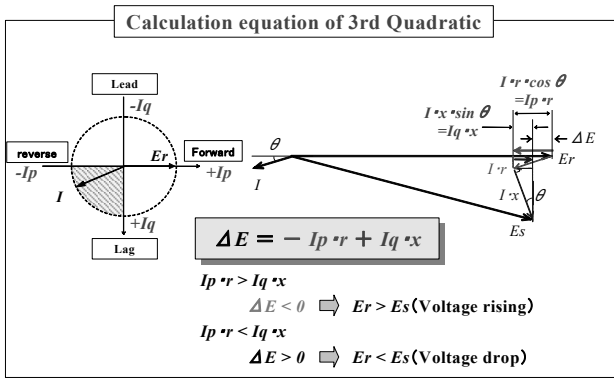 Calculation equation of 3rd Quadratic
Lead
-Iq
reverse
Er
Forward
-Ip
+Ip
I
+Iq
Lag
I・r・cos θ
=Ip・r
I・x・sin θ
=Iq・x
ΔE
θ
Er
I
I・r
I・x
θ
Es
ΔE = − Ip・r + Iq・x
Ip・r > Iq・x
ΔE < 0 ⇨ Er > Es(Voltage rising)
Ip・r < Iq・x
ΔE > 0 ⇨ Er < Es(Voltage drop)